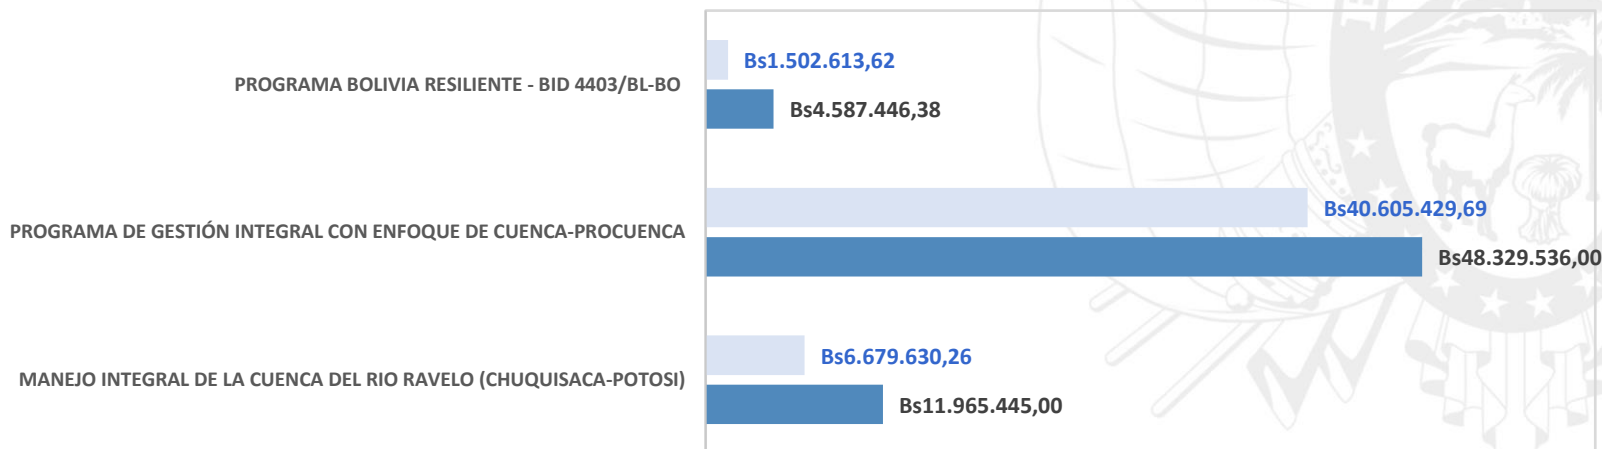 PROGRAMA BOLIVIA RESILIENTE - BID 4403/BL-BO
Bs1.502.613,62
Bs4.587.446,38
PROGRAMA DE GESTIÓN INTEGRAL CON ENFOQUE DE CUENCA-PROCUENCA
Bs40.605.429,69
Bs48.329.536,00
MANEJO INTEGRAL DE LA CUENCA DEL RIO RAVELO (CHUQUISACA-POTOSI)
Bs6.679.630,26
Bs11.965.445,00